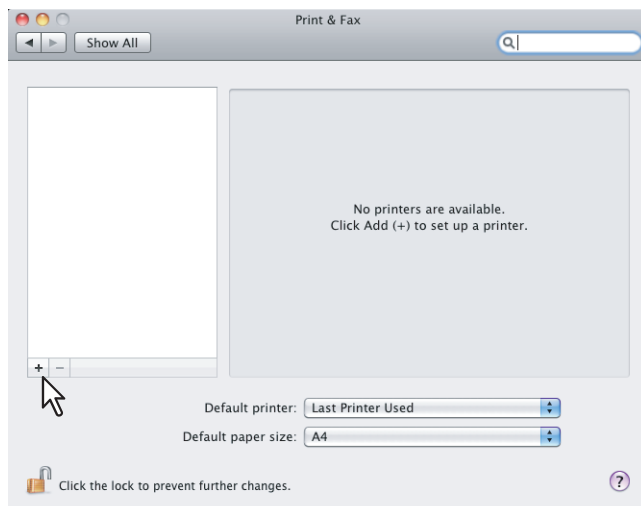 Print & Fax
Show All
No printers are available.
Click Add (+) to set up a printer.
+ −
Default printer: Last Printer Used
Default paper size: A4
Click the lock to prevent further changes.
?